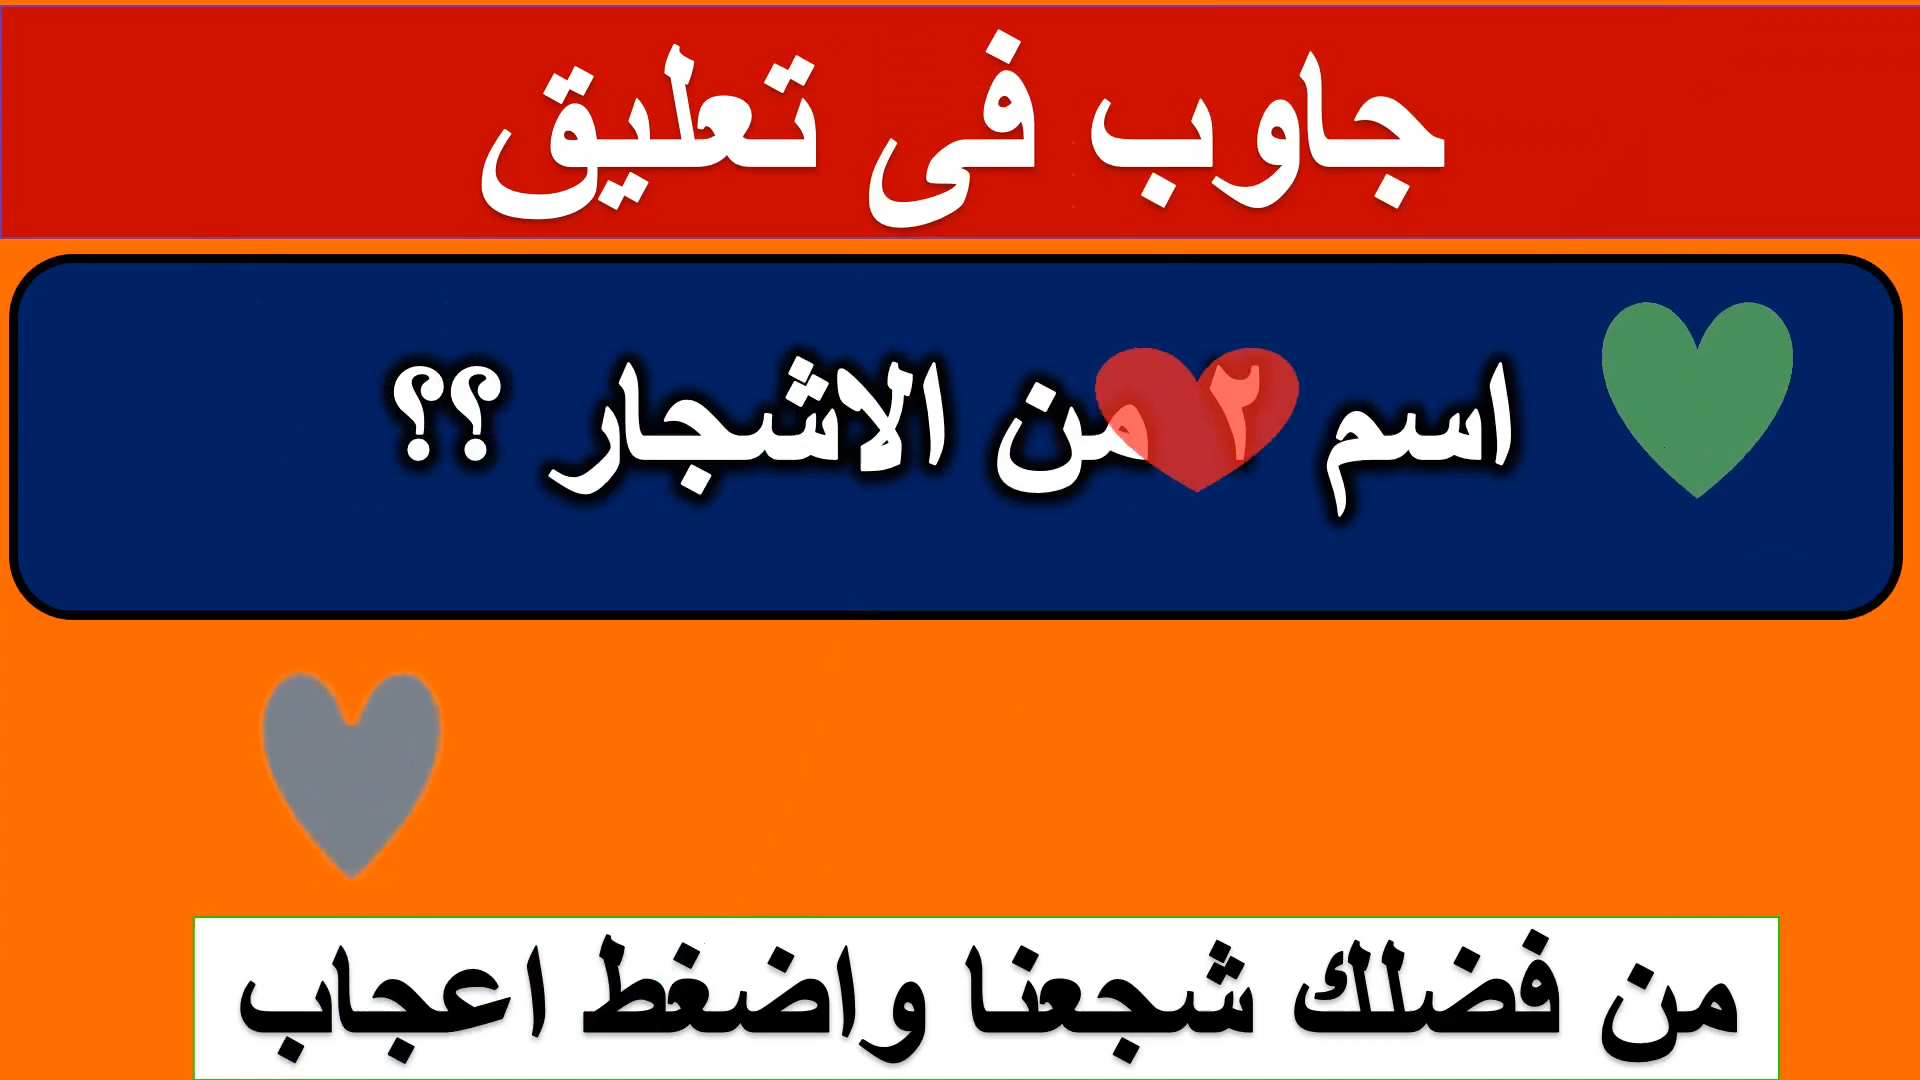 جاوب فى تعليق
اسم ٢ من الاشجار ؟؟
من فضلك شجعنا واضغط اعجاب